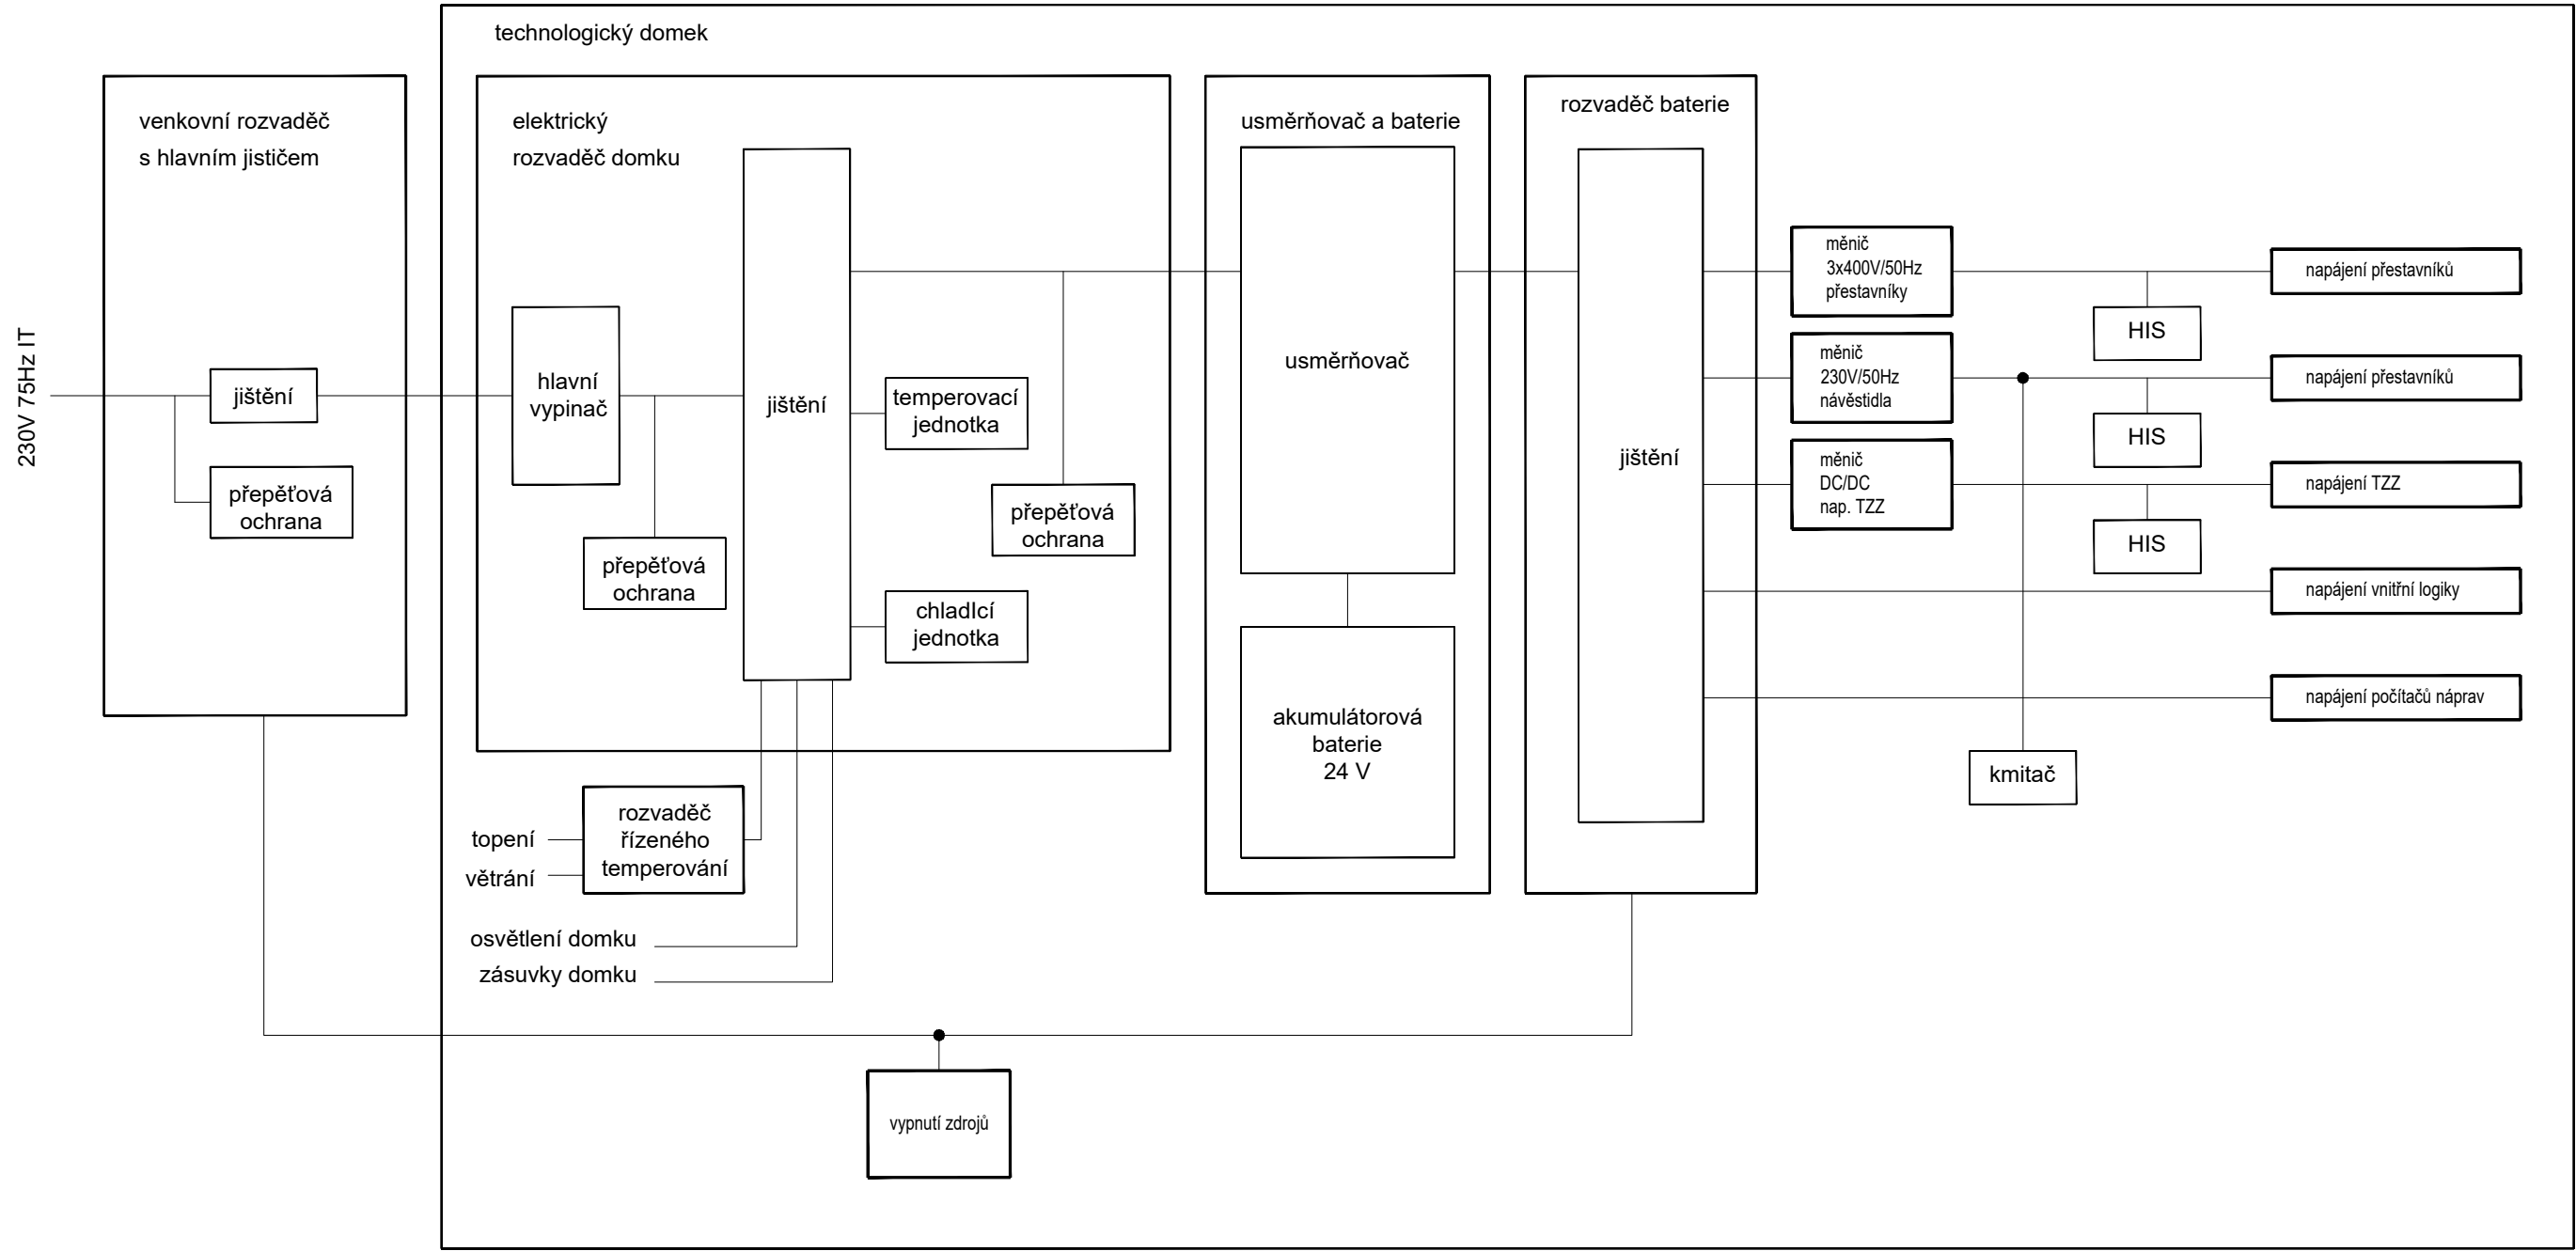 technologický domek
venkovní rozvaděč
s hlavním jističem
230V 75Hz IT
jištění
přepěťová
ochrana
elektrický
rozvaděč domku
hlavní
vypinač
přepěťová
ochrana
jištění
temperovací
jednotka
chladIcí
jednotka
přepěťová
ochrana
rozvaděč
řízeného
temperování
topení
větrání
osvětlení domku
zásuvky domku
usměrňovač a baterie
usměrňovač
akumulátorová
baterie
24 V
rozvaděč baterie
jištění
měnič
3x400V/50Hz
přestavníky
měnič
230V/50Hz
návěstidla
měnič
DC/DC
nap. TZZ
HIS
HIS
HIS
kmitač
napájení přestavníků
napájení přestavníků
napájení TZZ
napájení vnitřní logiky
napájení počítačů náprav
vypnutí zdrojů